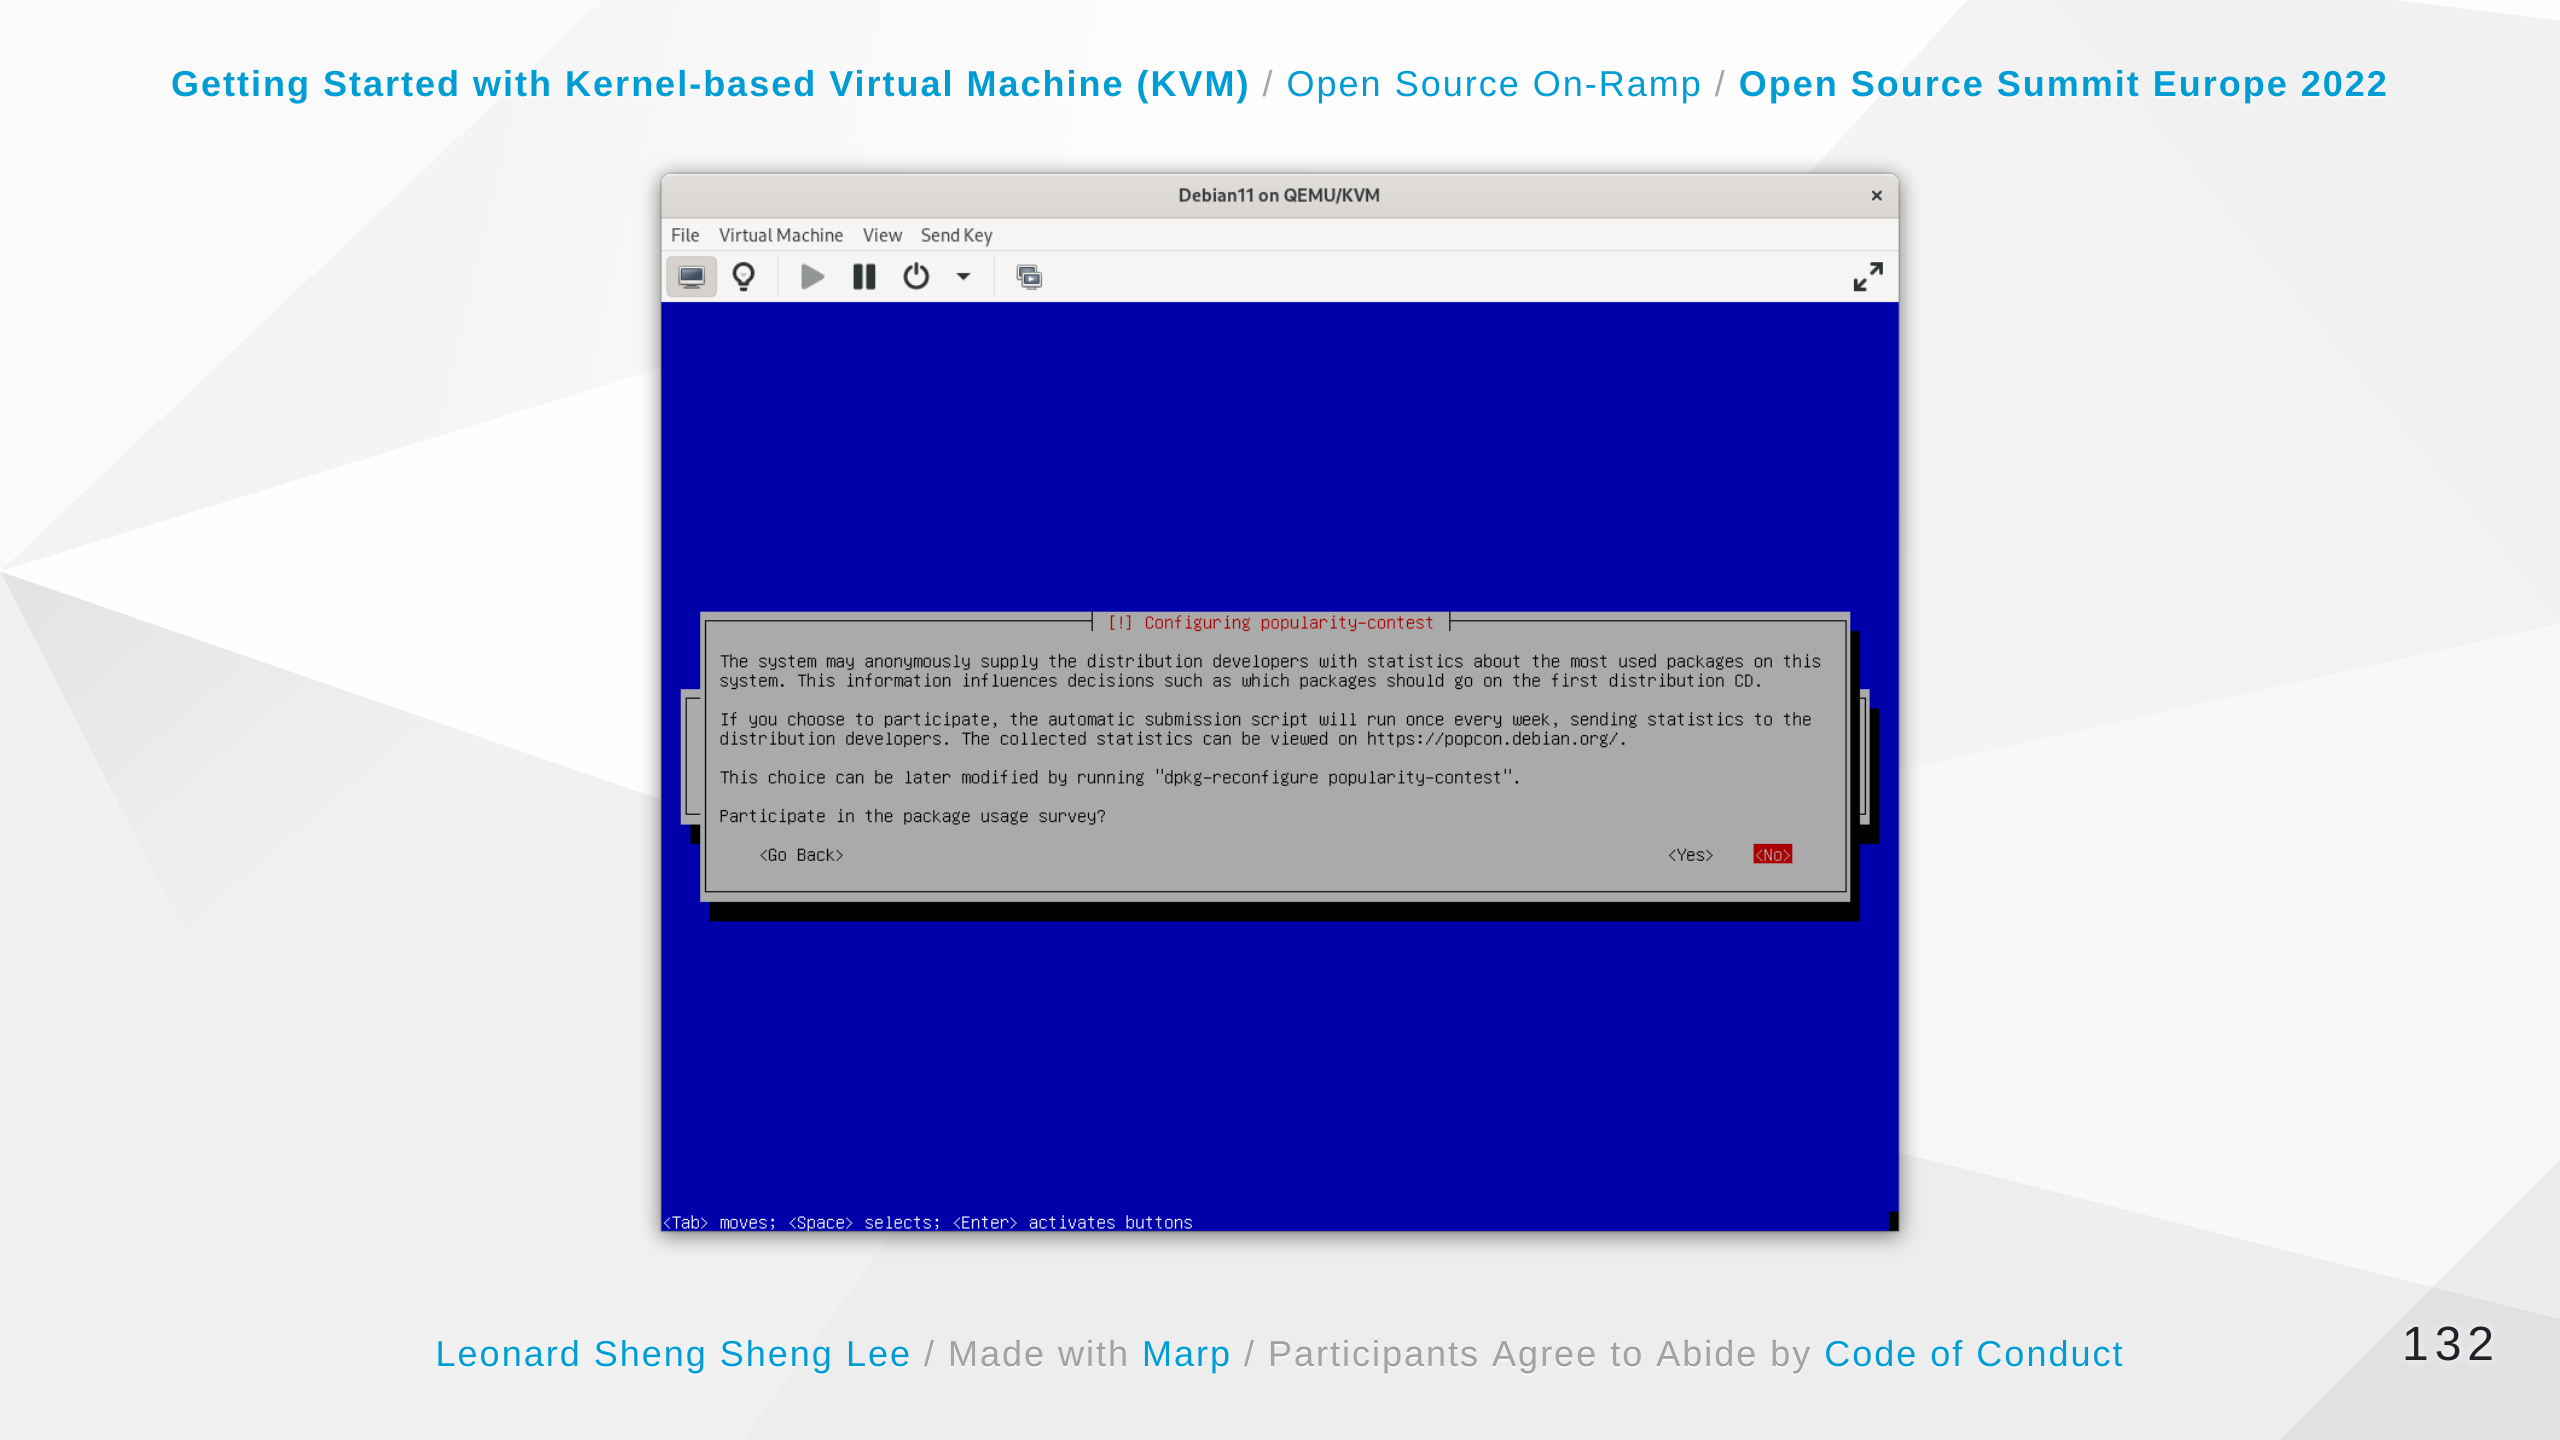 Getting Started with Kernel-based Virtual Machine (KVM) / Open Source On-Ramp / Open Source Summit Europe 2022
Debian11 on QEMU/KVM
File Virtual Machine View Send Key
[!] Configuring popularity-contest
The system may anonymously supply the distribution developers with statistics about the most used packages on this
system. This information influences decisions such as which packages should go on the first distribution CD.
If you choose to participate, the automatic submission script will run once every week, sending statistics to the
distribution developers. The collected statistics can be viewed on https://popcon.debian.org/.
This choice can be later modified by running "dpkg-reconfigure popularity-contest".
Participate in the package usage survey?
<Go Back> <Yes> <No>
<Tab> moves; <Space> selects; <Enter> activates buttons
Leonard Sheng Sheng Lee / Made with Marp / Participants Agree to Abide by Code of Conduct
132